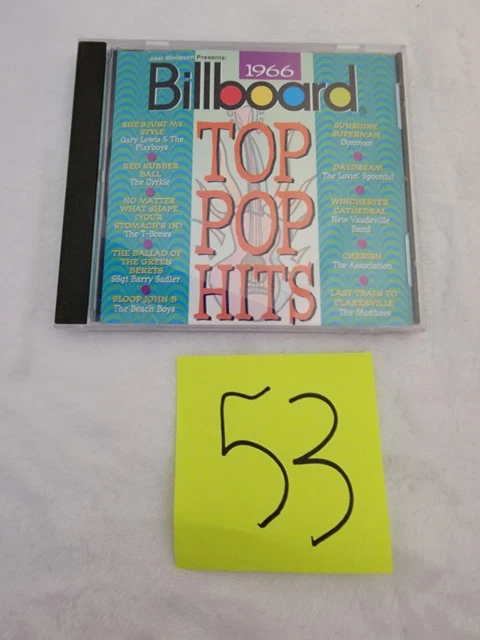 Joel Whitburn Presents:
1966
Billboard®
TOP
POP
HITS
SHE'S JUST MY
STYLE
Gary Lewis & The
Playboys
RED RUBBER
BALL
The Cyrkle
NO MATTER
WHAT SHAPE
(YOUR
STOMACH'S IN)
The T-Bones
THE BALLAD OF
THE GREEN
BERETS
SSgt Barry Sadler
SLOOP JOHN B
The Beach Boys
SUNSHINE
SUPERMAN
Donovan
DAYDREAM
The Lovin' Spoonful
WINCHESTER
CATHEDRAL
New Vaudeville
Band
CHERISH
The Association
LAST TRAIN TO
CLARKSVILLE
The Monkees
53